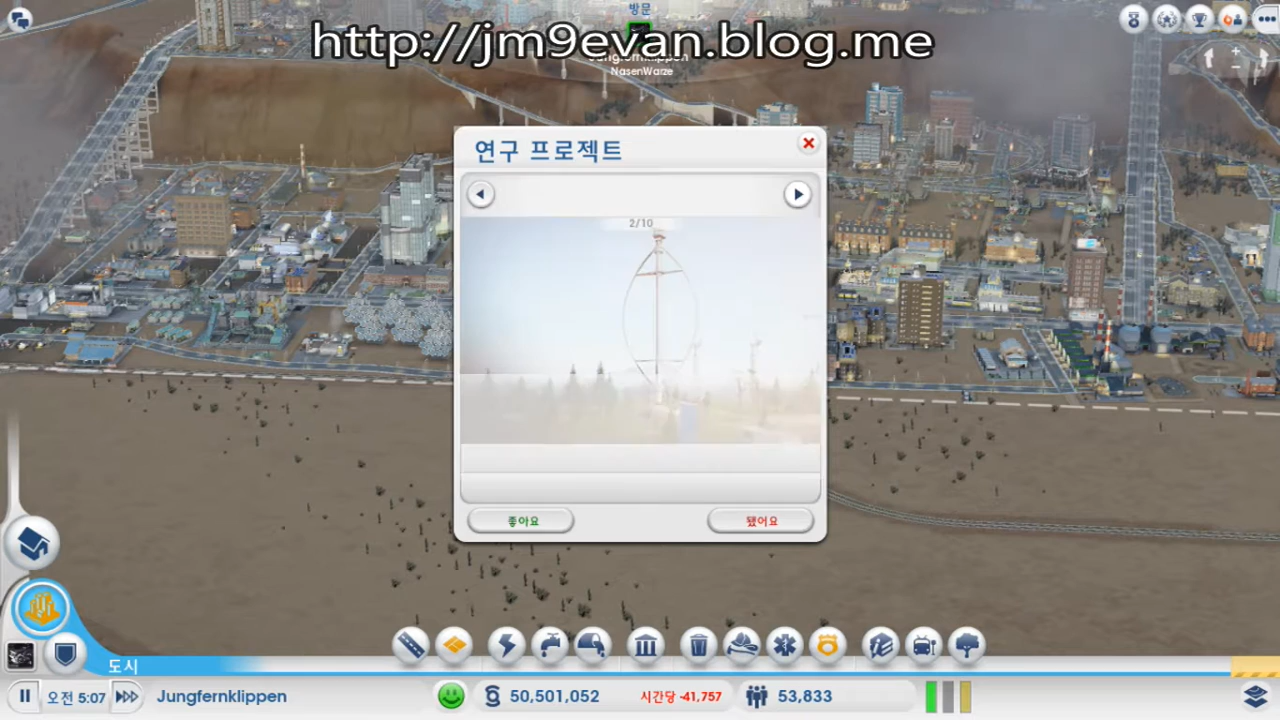 방문
http://jm9evan.blog.me
Jungfernklippen
NasenWarze
연구 프로젝트
2/10
좋아요
됐어요
도시
오전 5:07
Jungfernklippen
50,501,052
시간당 -41,757
53,833